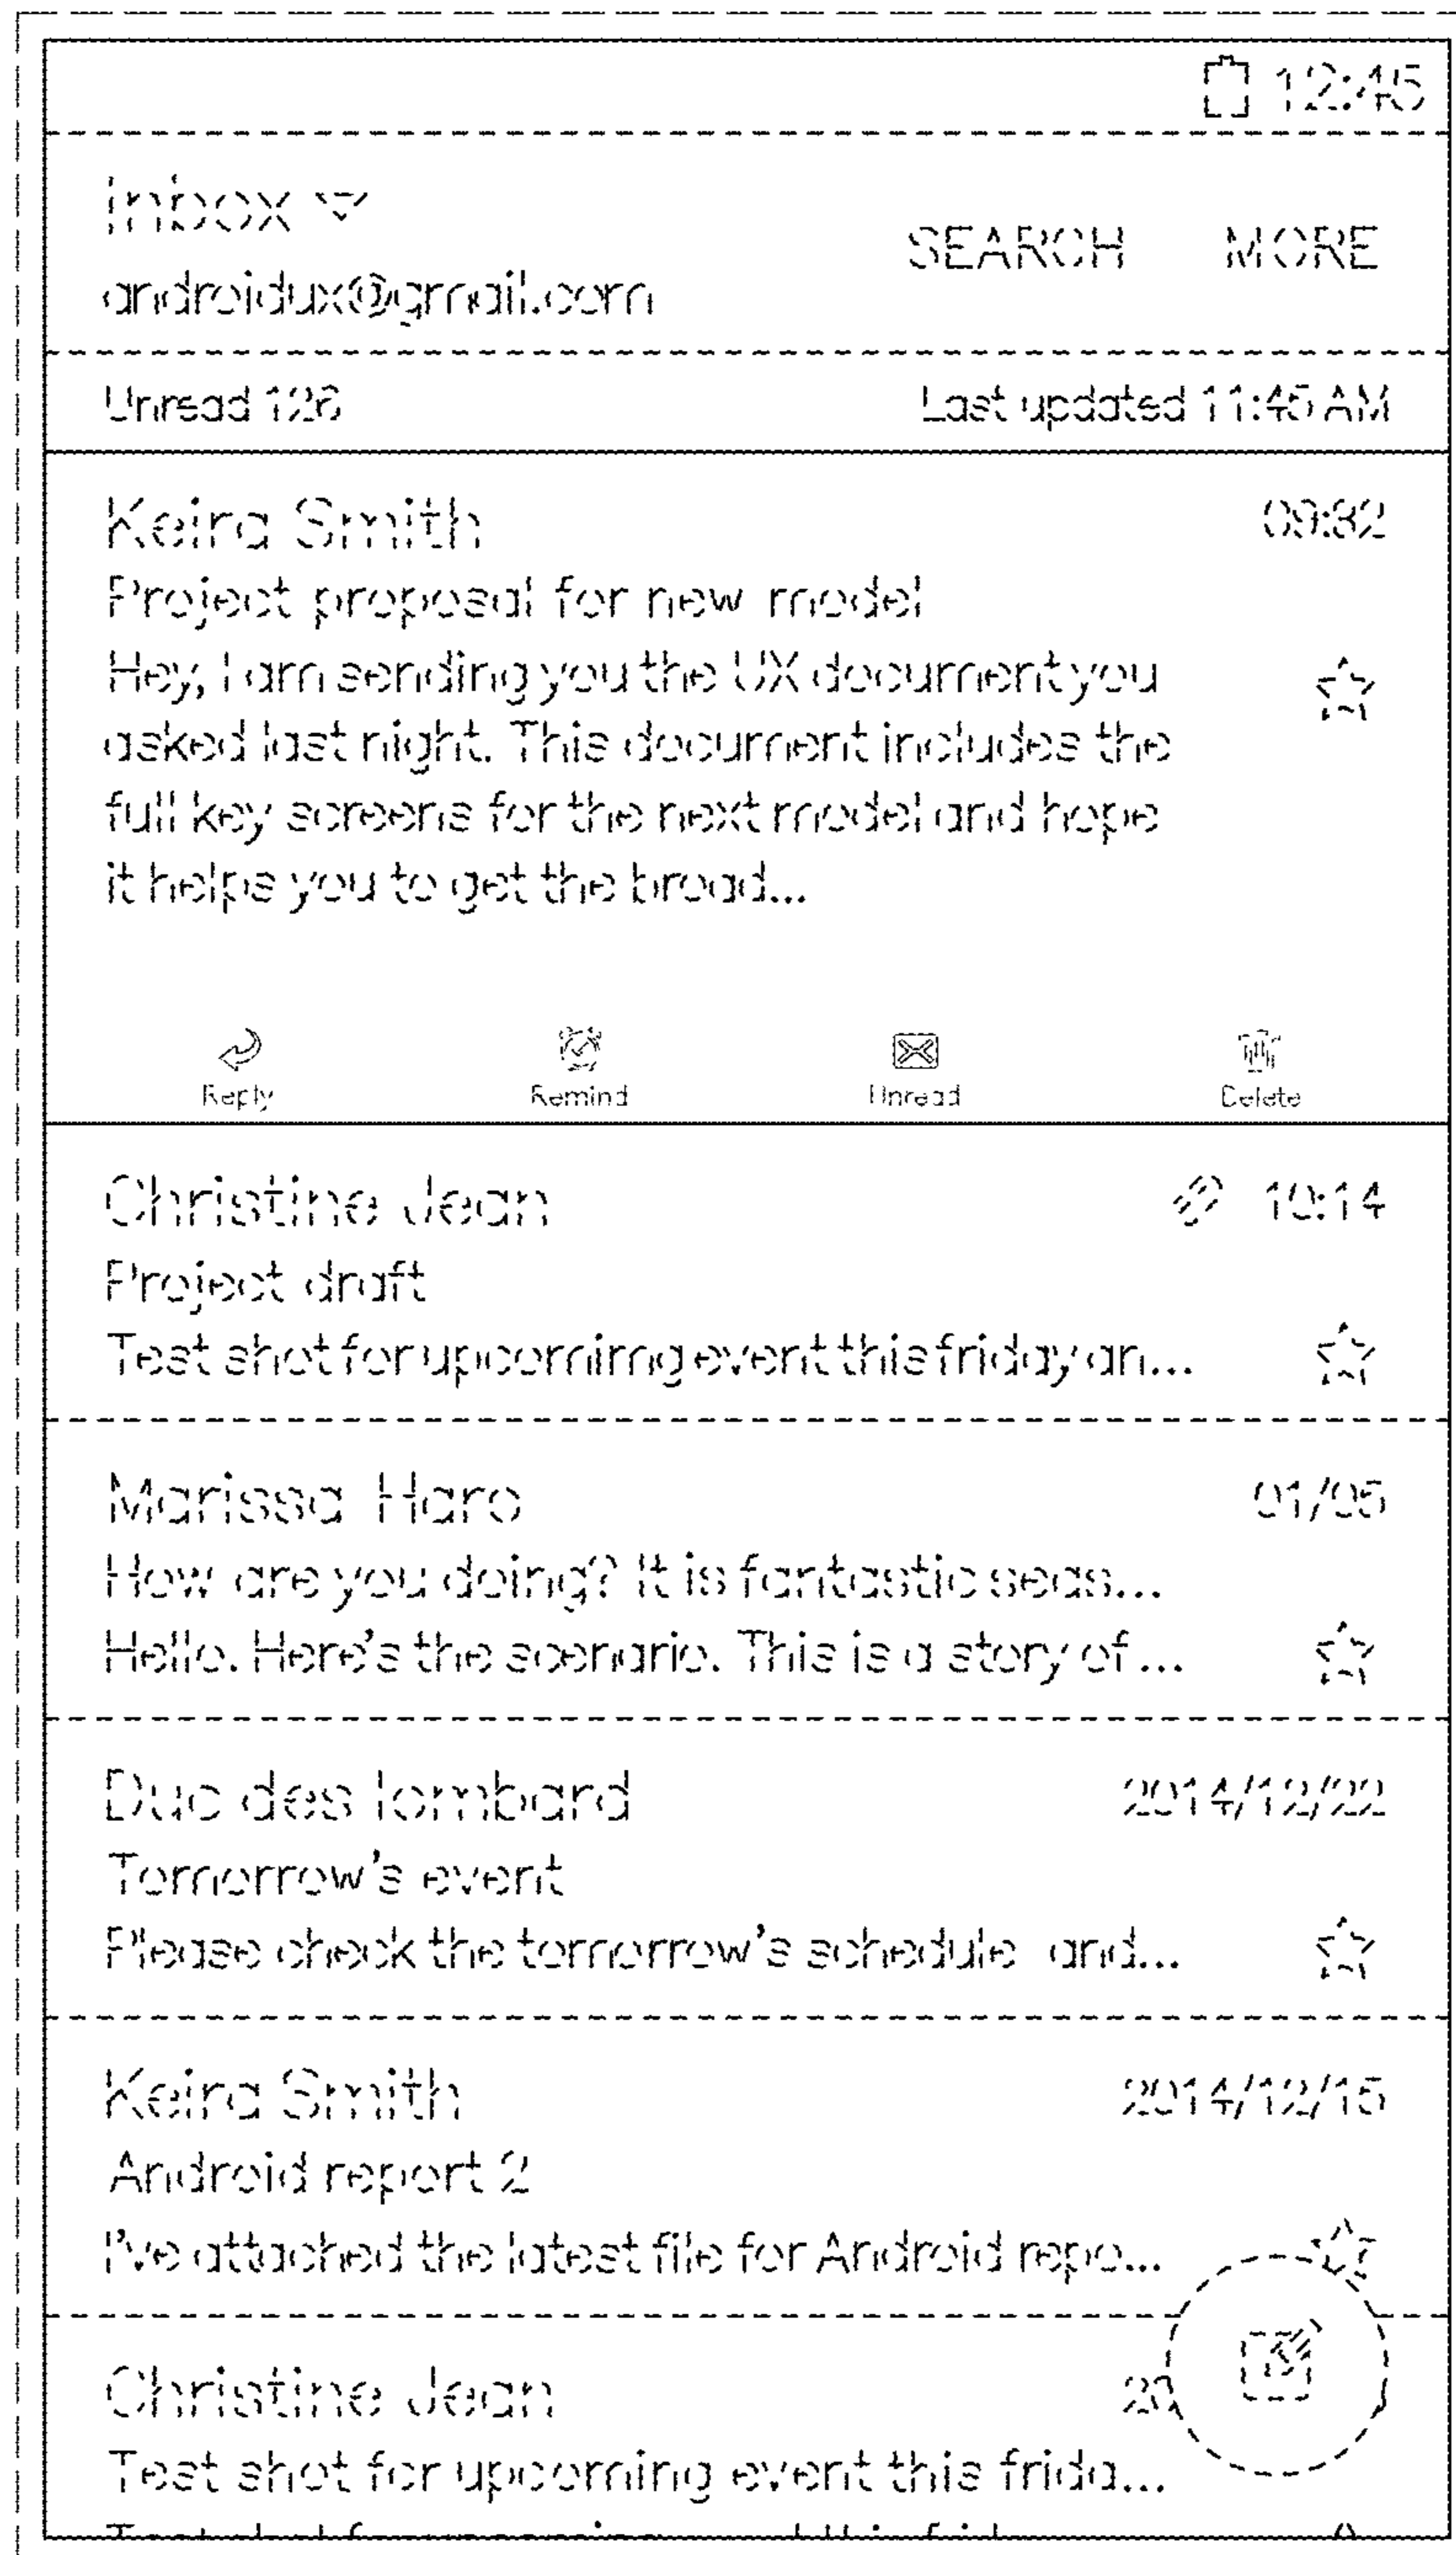 12:45
Inbox
SEARCH MORE
androidux@gmail.com
Unread 126 Last updated 11:45 AM
Keira Smith 09:32
Project proposal for new model
Hey, I am sending you the UX document you
asked last night. This document includes the
full key screens for the next model and hope
it helps you to get the broad...
Reply Remind Unread Delete
Christine Jean 10:14
Project draft
Test shot for upcomimg event this friday an...
Marissa Haro 01/05
How are you doing? It is fantastic seas...
Hello. Here's the scenario. This is a story of ...
Duc des lombard 2014/12/22
Tomorrow's event
Please check the tomorrow's schedule and...
Keira Smith 2014/12/15
Android report 2
I've attached the latest file for Android repo...
Christine Jean 20
Test shot for upcoming event this frida...